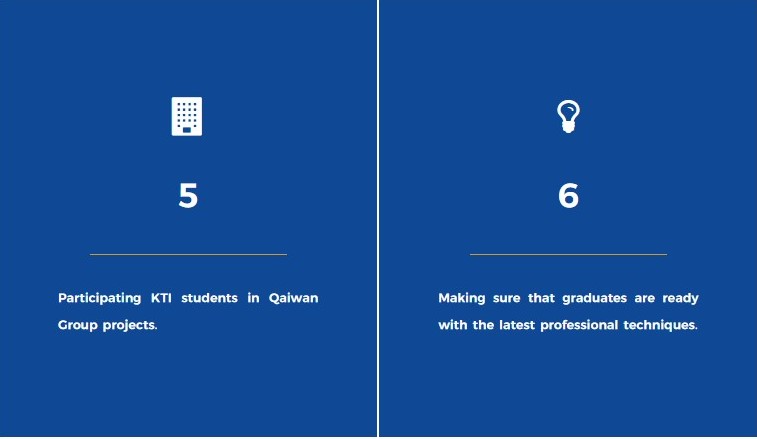 5
Participating KTI students in Qaiwan
Group projects.
6
Making sure that graduates are ready
with the latest professional techniques.